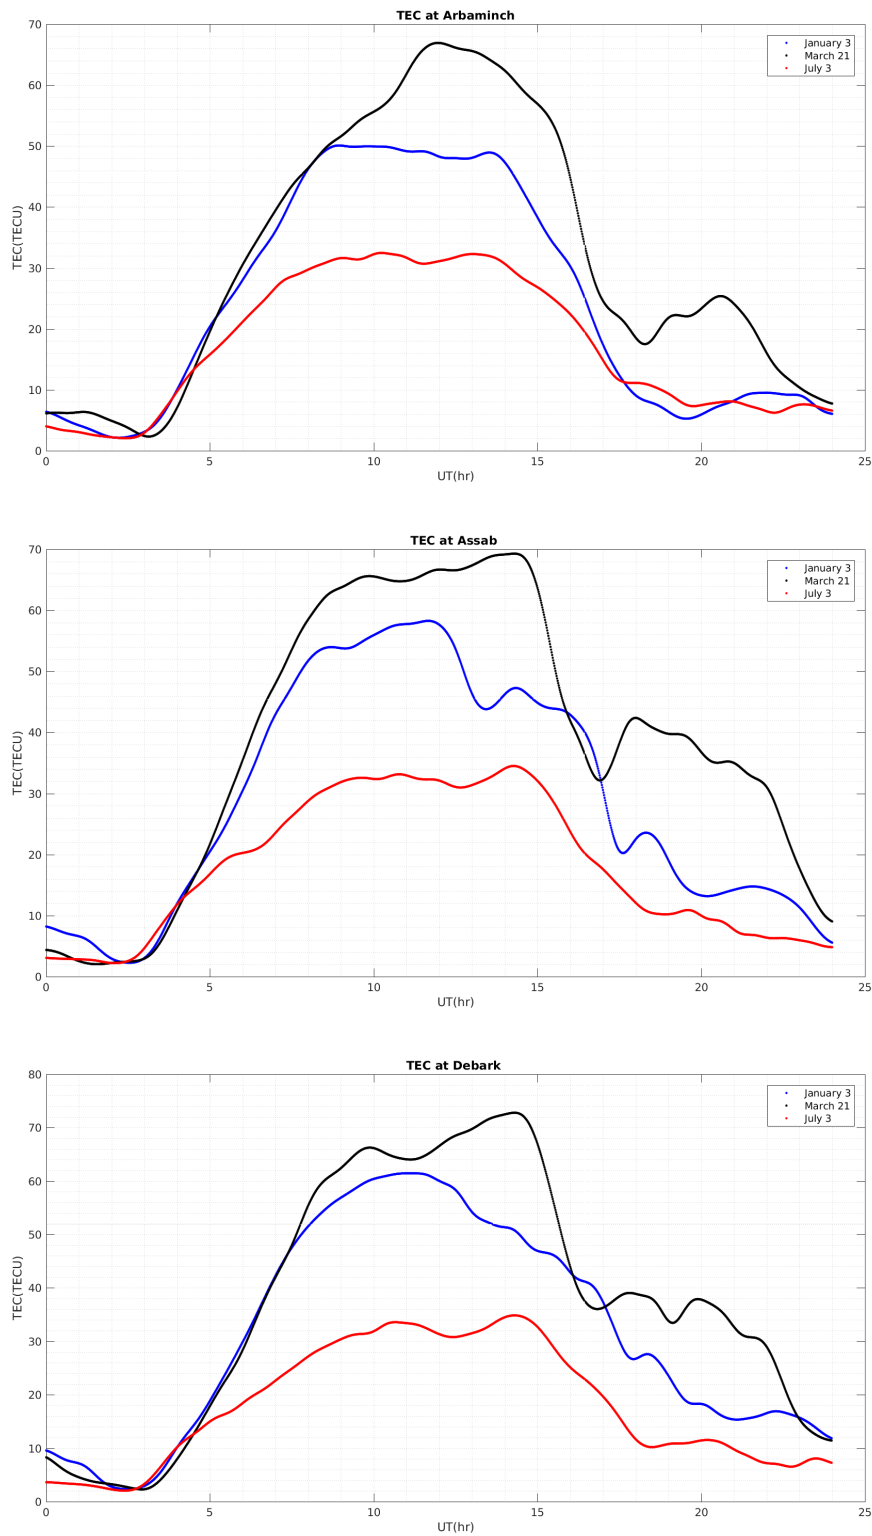 TEC at Arbaminch
January 3
March 21
July 3
TEC(TECU)
70
60
50
40
30
20
10
0
0 5 10 15 20 25
UT(hr)
TEC at Assab
January 3
March 21
July 3
TEC(TECU)
70
60
50
40
30
20
10
0
0 5 10 15 20 25
UT(hr)
TEC at Debark
January 3
March 21
July 3
TEC(TECU)
80
70
60
50
40
30
20
10
0
0 5 10 15 20 25
UT(hr)